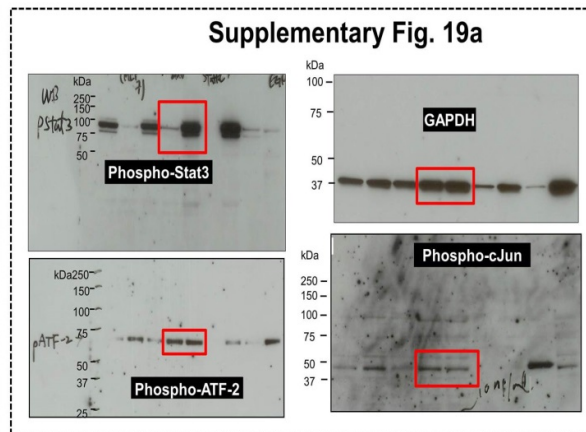 Supplementary Fig. 19a
kDa
WB
pStat3
250
150
100
75
50
Phospho-Stat3
kDa
100
75
50
37
GAPDH
kDa250
150
100
75
50
37
25
pATF-2
Phospho-ATF-2
kDa
250
150
100
75
50
37
Phospho-cJun